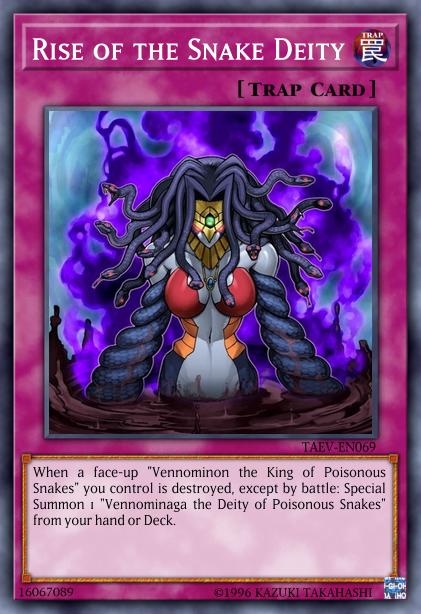 Rise of the Snake Deity
TRAP
罠
[Trap Card]
TAEV-EN069
When a face-up "Vennominon the King of Poisonous
Snakes" you control is destroyed, except by battle: Special
Summon 1 "Vennominaga the Deity of Poisonous Snakes"
from your hand or Deck.
16067089
©1996 KAZUKI TAKAHASHI